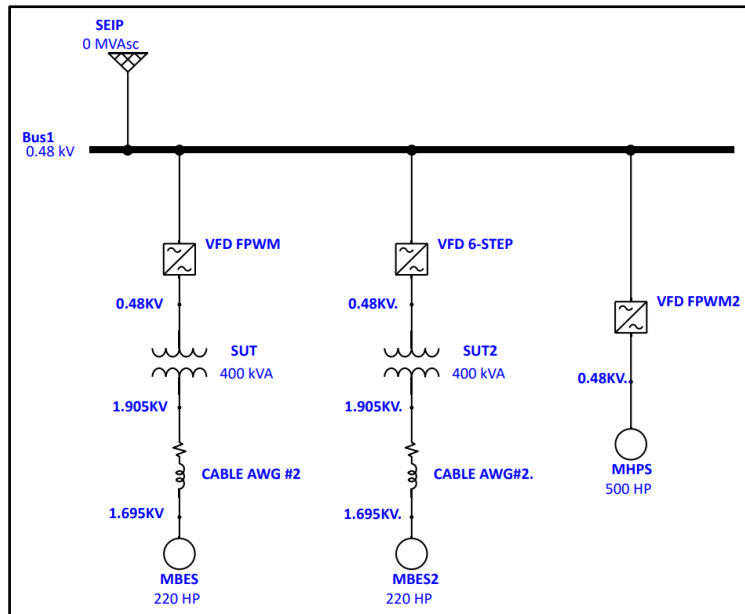 SEIP
0 MVAsc
Bus1
0.48 kV
VFD FPWM
VFD 6-STEP
VFD FPWM2
0.48KV
0.48KV.
SUT
400 kVA
SUT2
400 kVA
0.48KV..
1.905KV
1.905KV.
CABLE AWG #2
CABLE AWG#2.
MHPS
500 HP
1.695KV
1.695KV.
MBES
220 HP
MBES2
220 HP